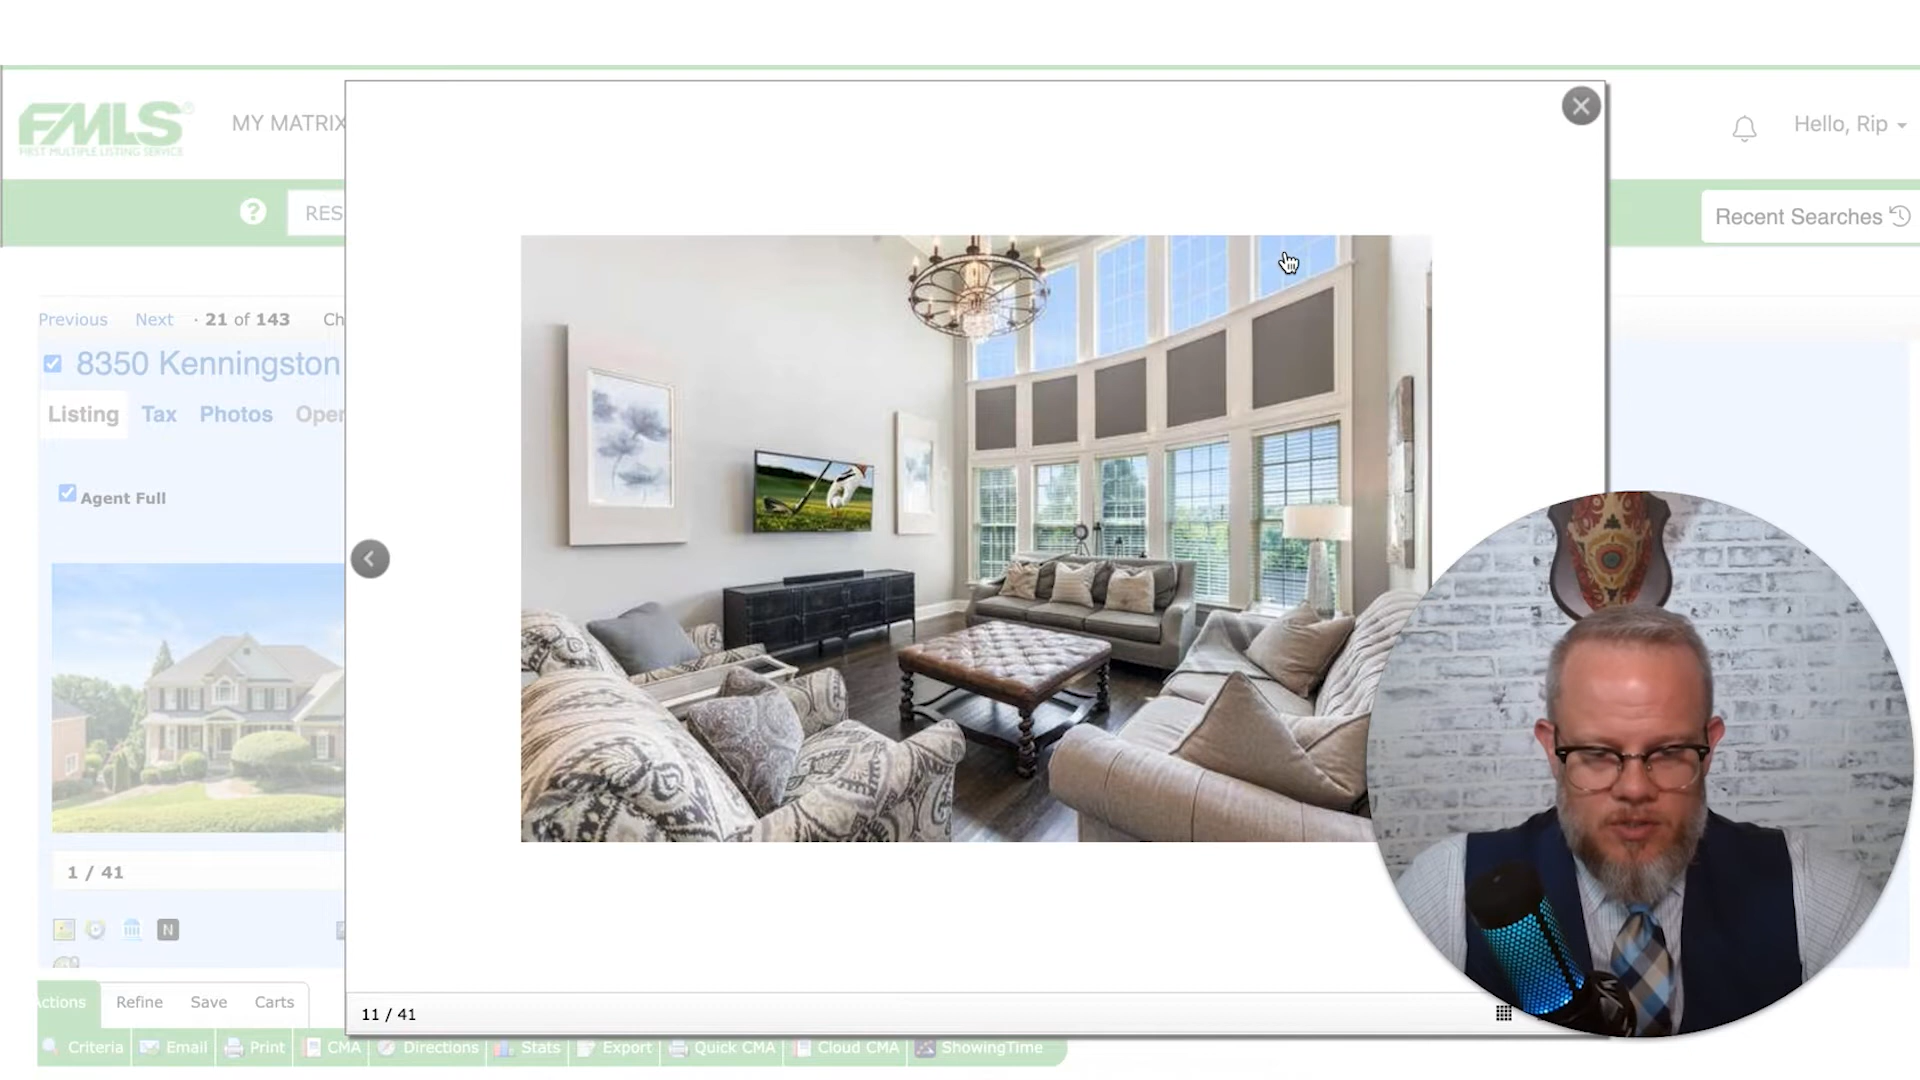 FMLS
FIRST MULTIPLE LISTING SERVICE
MY MATRIX
Hello, Rip
?
RES
Recent Searches
Previous Next · 21 of 143 Ch
8350 Kenningston
Listing Tax Photos Oper
Agent Full
1 / 41
N
ctions Refine Save Carts
11 / 41
Criteria Email Print CMA Directions Stats Export Quick CMA Cloud CMA ShowingTime